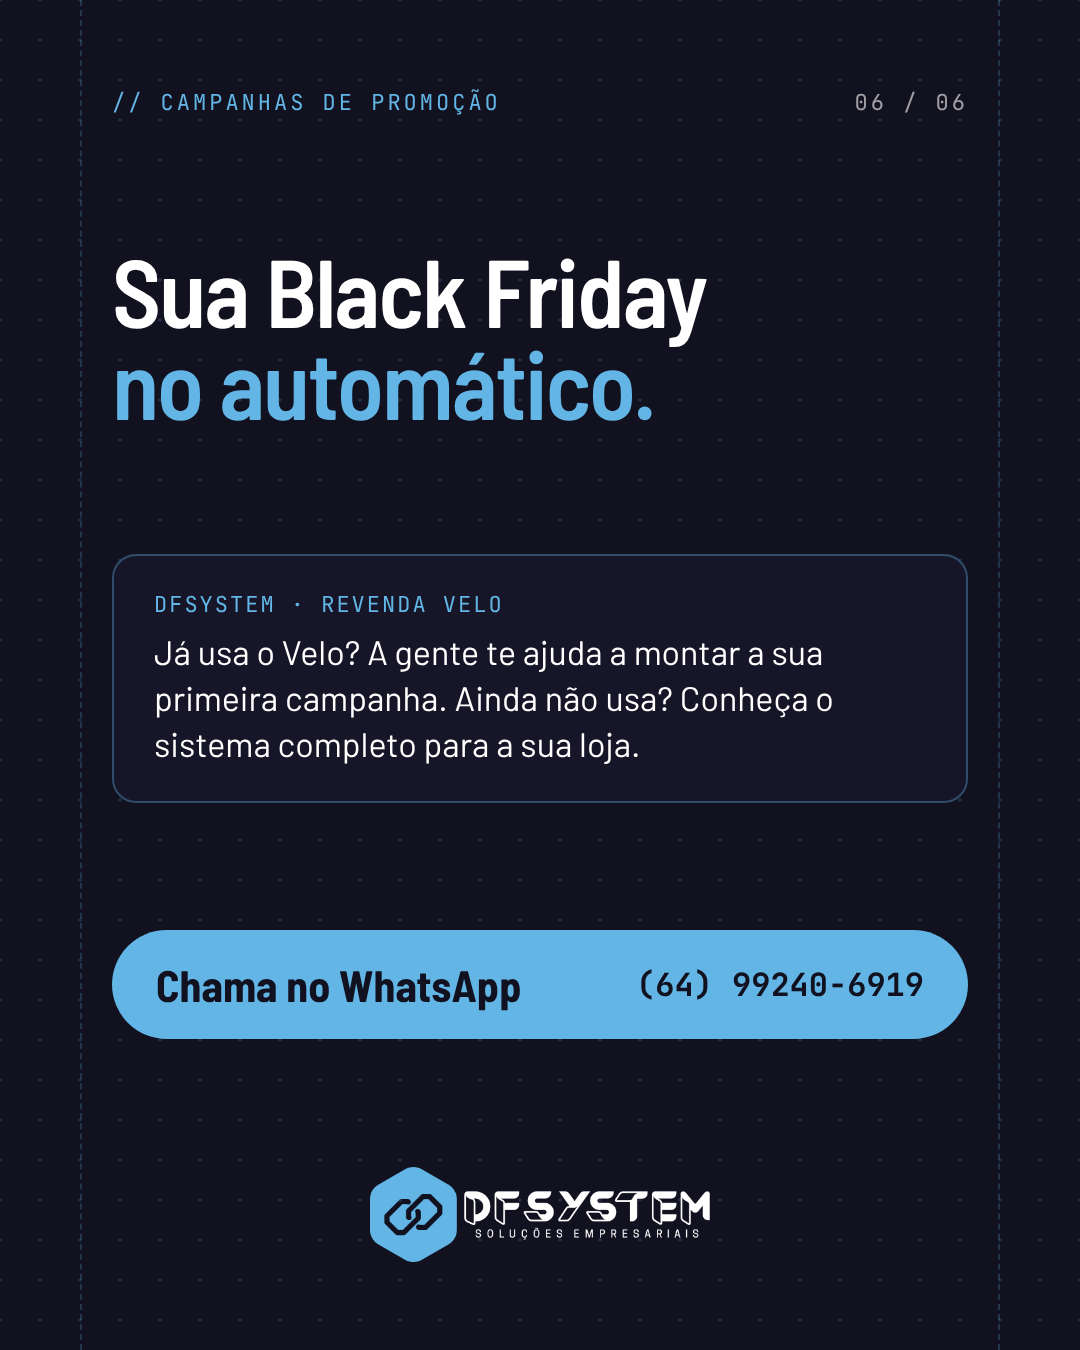 // CAMPANHAS DE PROMOÇÃO
06 / 06
Sua Black Friday
no automático.
DFSYSTEM · REVENDA VELO
Já usa o Velo? A gente te ajuda a montar a sua
primeira campanha. Ainda não usa? Conheça o
sistema completo para a sua loja.
Chama no WhatsApp
(64) 99240-6919
DFSYSTEM
SOLUÇÕES EMPRESARIAIS